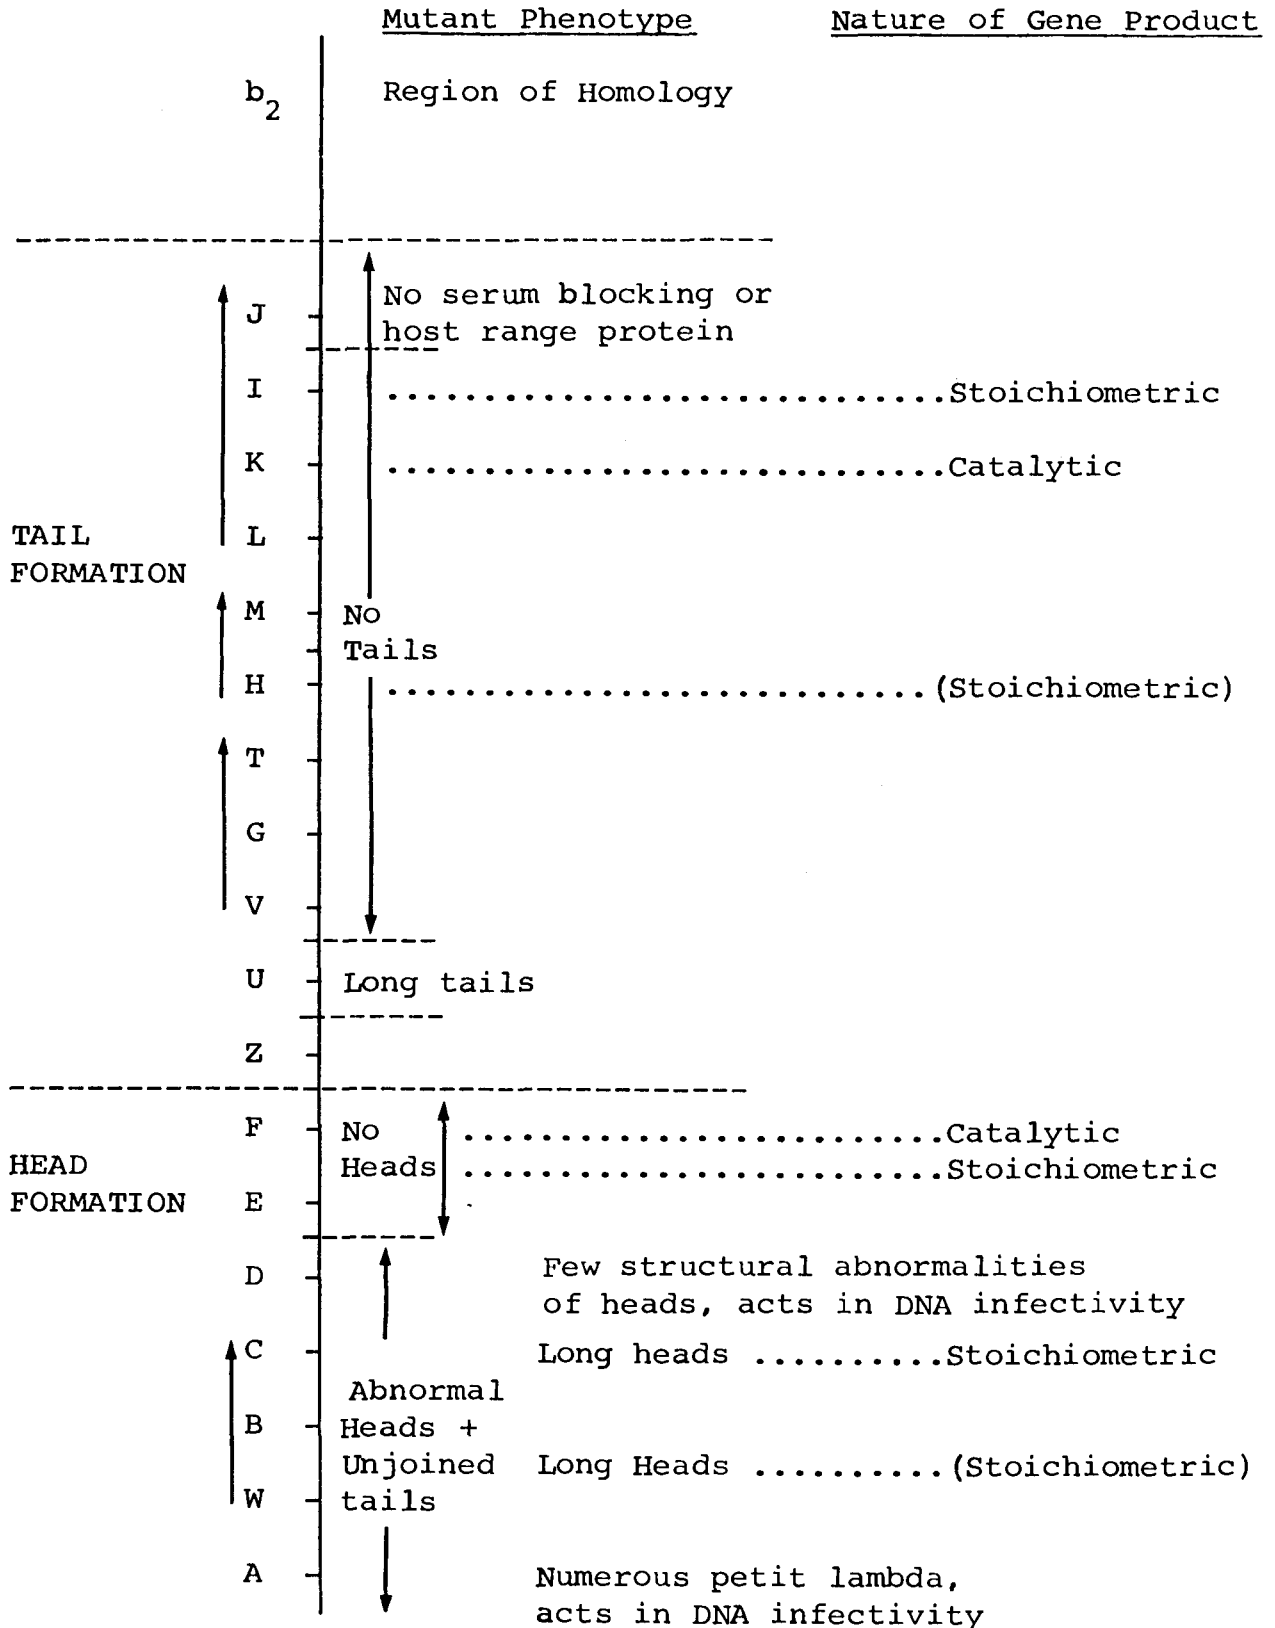 Mutant Phenotype Nature of Gene Product
b2 Region of Homology
J No serum blocking or
host range protein
I ............................. Stoichiometric
K ............................. Catalytic
TAIL L
FORMATION
M No
Tails
H ............................ (Stoichiometric)
T
G
V
U Long tails
Z
F No ......................... Catalytic
HEAD Heads ......................... Stoichiometric
FORMATION E
D Few structural abnormalities
of heads, acts in DNA infectivity
C Long heads .......... Stoichiometric
Abnormal
B Heads +
Unjoined Long Heads .......... (Stoichiometric)
W tails
A Numerous petit lambda,
acts in DNA infectivity